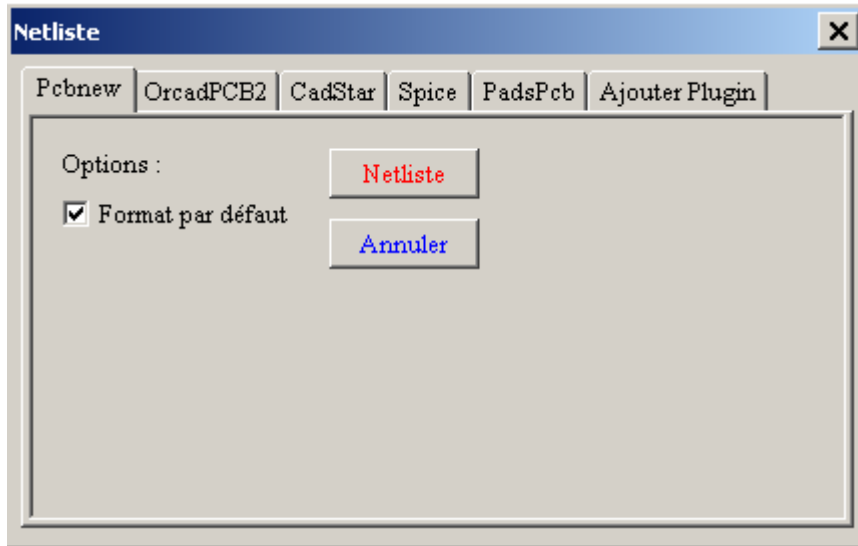 Netliste
Pcbnew OrcadPCB2 CadStar Spice PadsPcb Ajouter Plugin
Options :
Netliste
Format par défaut
Annuler